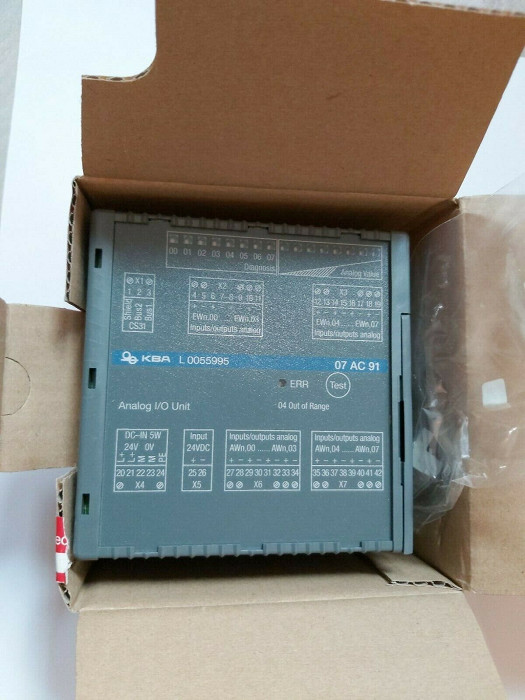 00 01 02 03 04 05 06 07
Diagnosis
Analog Value
X1
1 2 3
Shield
Bus2
Bus1
CS31
X2
4 5 6 7 8 9 10 11
EWn.00 ...... EWn.03
Inputs/outputs analog
X3
12 13 14 15 16 17 18 19
EWn.04 ...... EWn.07
Inputs/outputs analog
KBA L 0055995 07 AC 91
ERR Test
Analog I/O Unit 04 Out of Range
DC-IN 5W
24V 0V
L+ L+ M M PE
20 21 22 23 24
X4
Input
24VDC
+ -
25 26
X5
Inputs/outputs analog
AWn,00 ...... AWn,03
+ - + - + - + -
27 28 29 30 31 32 33 34
X6
Inputs/outputs analog
AWn,04 ...... AWn,07
+ - + - + - + -
35 36 37 38 39 40 41 42
X7